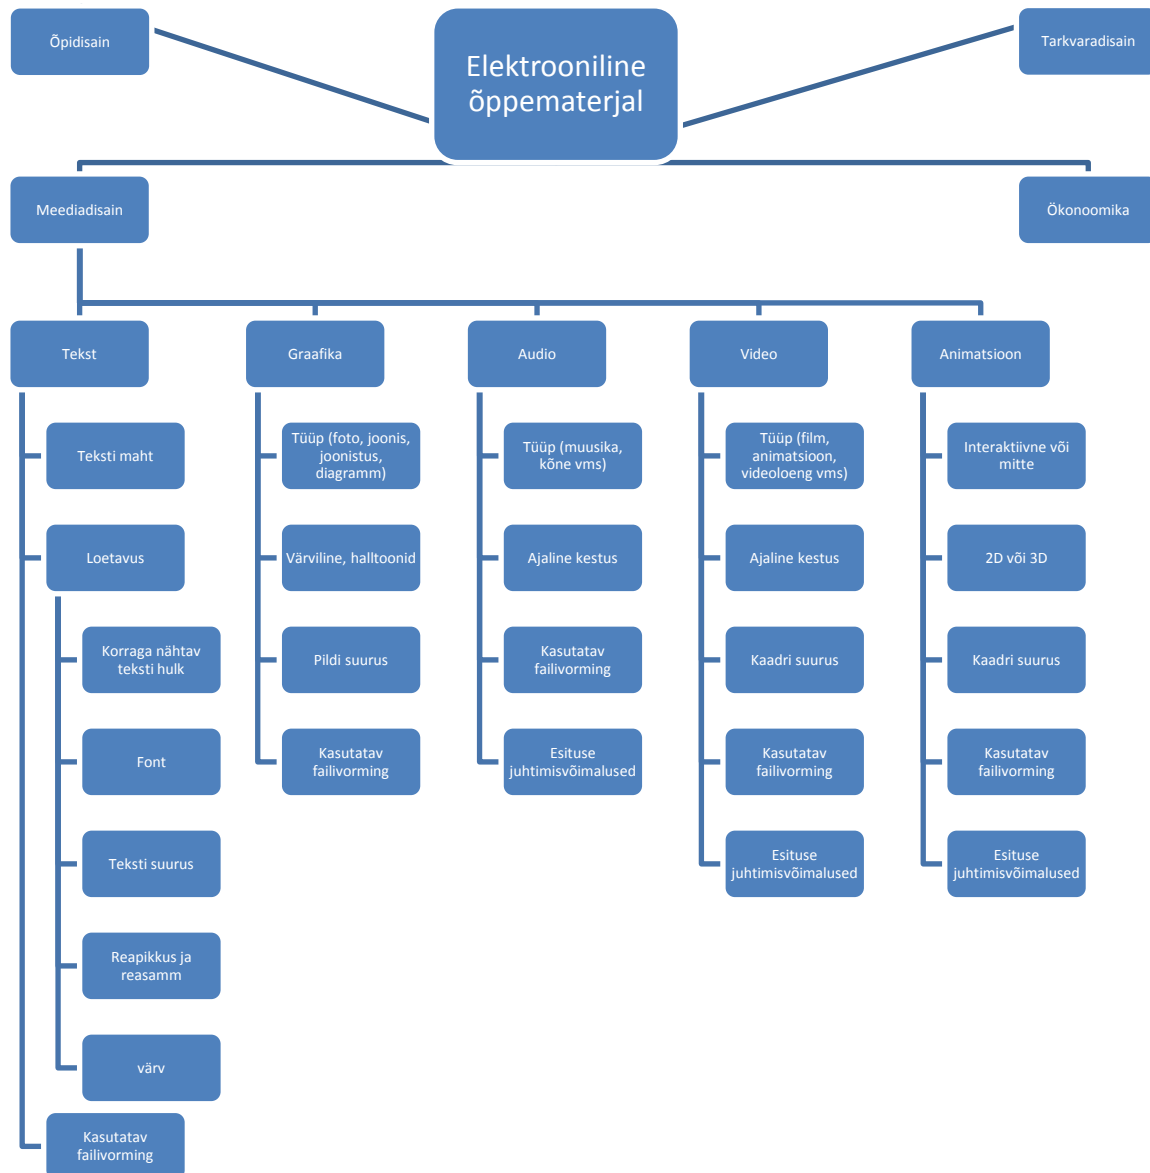 Õpidisain
Elektrooniline
õppematerjal
Tarkvaradisain
Meediadisain
Ökonoomika
Tekst
Graafika
Audio
Video
Animatsioon
Teksti maht
Loetavus
Korraga nähtav
teksti hulk
Font
Teksti suurus
Reapikkus ja
reasamm
värv
Kasutatav
failivorming
Tüüp (foto, joonis,
joonistus,
diagramm)
Värviline, halltoonid
Pildi suurus
Kasutatav
failivorming
Tüüp (muusika,
kõne vms)
Ajaline kestus
Kasutatav
failivorming
Esituse
juhtimisvõimalused
Tüüp (film,
animatsioon,
videoloeng vms)
Ajaline kestus
Kaadri suurus
Kasutatav
failivorming
Esituse
juhtimisvõimalused
Interaktiivne või
mitte
2D või 3D
Kaadri suurus
Kasutatav
failivorming
Esituse
juhtimisvõimalused